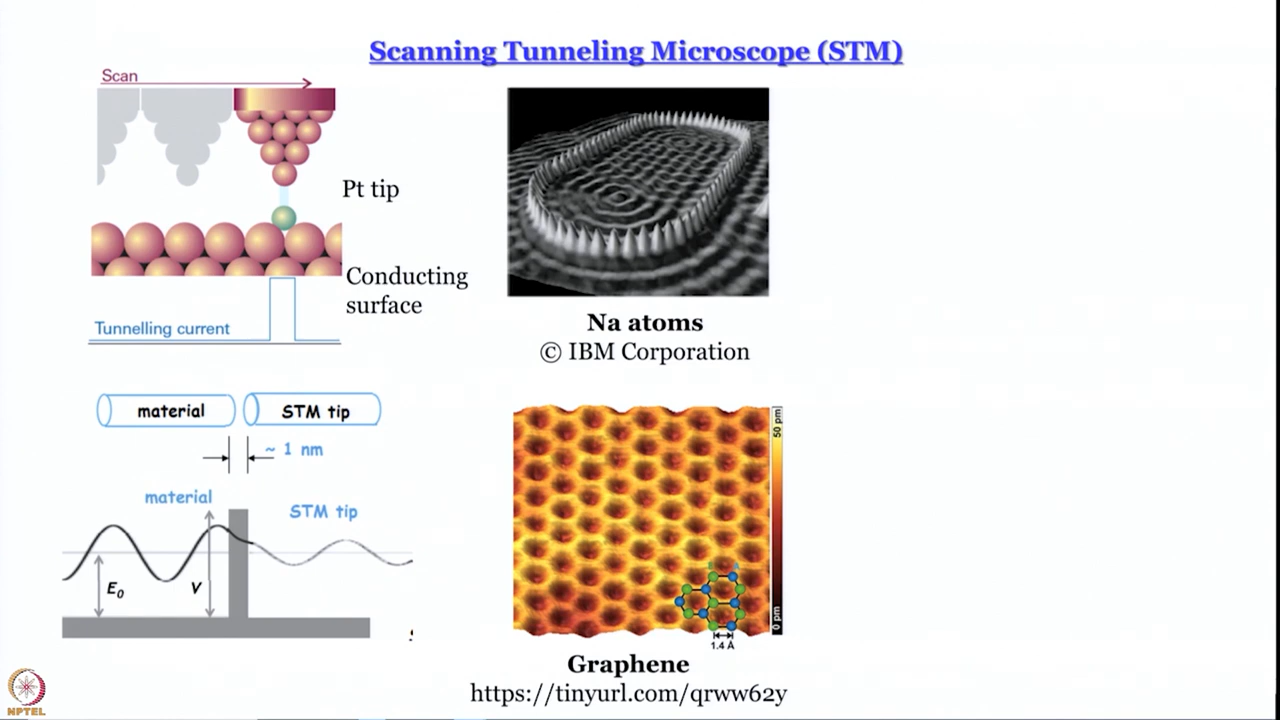 Scanning Tunneling Microscope (STM)
Scan
Pt tip
Conducting
surface
Tunnelling current
Na atoms
© IBM Corporation
material
STM tip
~ 1 nm
material
STM tip
E0
V
50 pm
0 pm
B
A
1.4 Å
Graphene
https://tinyurl.com/qrww62y
NPTEL